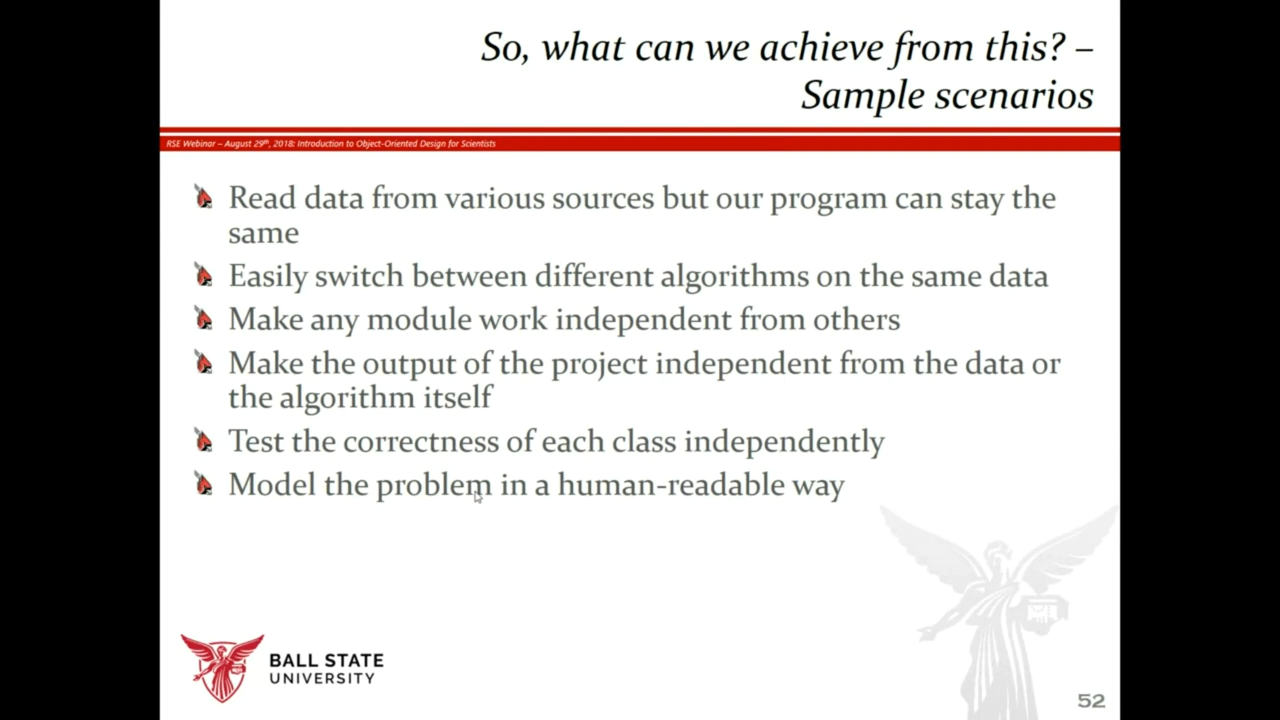 So, what can we achieve from this? –
Sample scenarios
RSE Webinar – August 29th, 2018: Introduction to Object-Oriented Design for Scientists
Read data from various sources but our program can stay the
same
Easily switch between different algorithms on the same data
Make any module work independent from others
Make the output of the project independent from the data or
the algorithm itself
Test the correctness of each class independently
Model the problem in a human-readable way
BALL STATE
UNIVERSITY
52